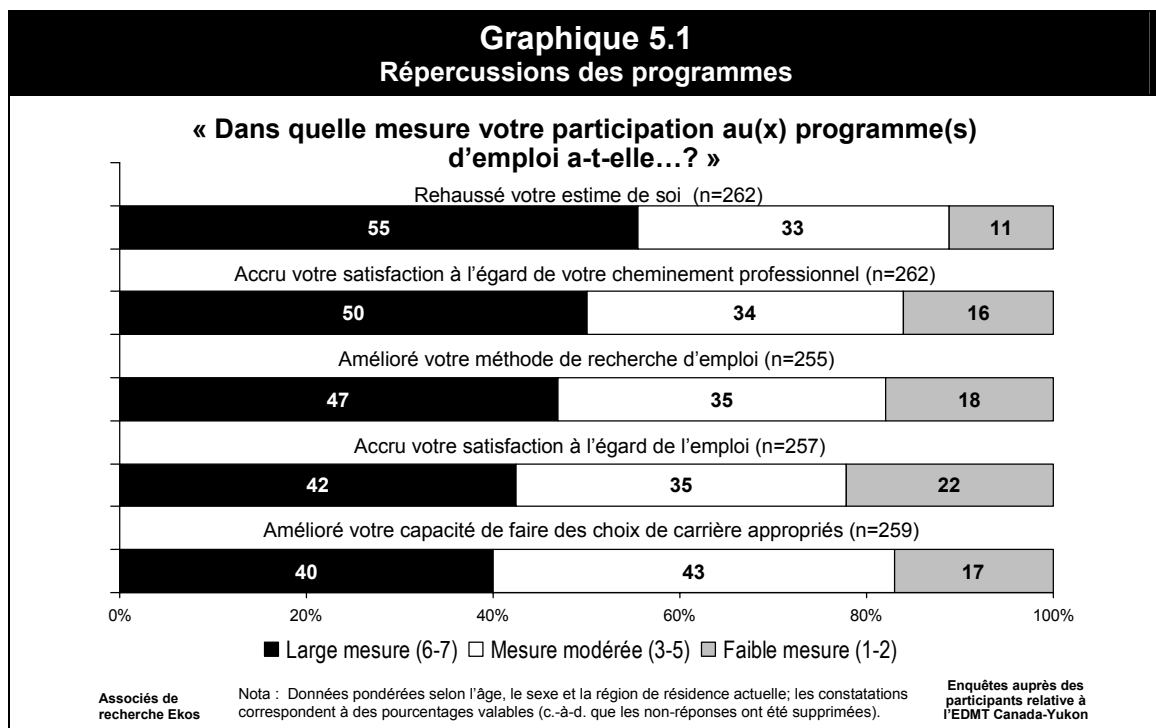 Graphique 5.1
Répercussions des programmes
« Dans quelle mesure votre participation au(x) programme(s)
d’emploi a-t-elle…? »
Rehaussé votre estime de soi (n=262)
55 33 11
Accru votre satisfaction à l’égard de votre cheminement professionnel (n=262)
50 34 16
Amélioré votre méthode de recherche d’emploi (n=255)
47 35 18
Accru votre satisfaction à l’égard de l’emploi (n=257)
42 35 22
Amélioré votre capacité de faire des choix de carrière appropriés (n=259)
40 43 17
0% 20% 40% 60% 80% 100%
Large mesure (6-7) Mesure modérée (3-5) Faible mesure (1-2)
Associés de
recherche Ekos
Nota : Données pondérées selon l’âge, le sexe et la région de résidence actuelle; les constatations
correspondent à des pourcentages valables (c.-à-d. que les non-réponses ont été supprimées).
Enquêtes auprès des
participants relative à
l’EDMT Canada-Yukon